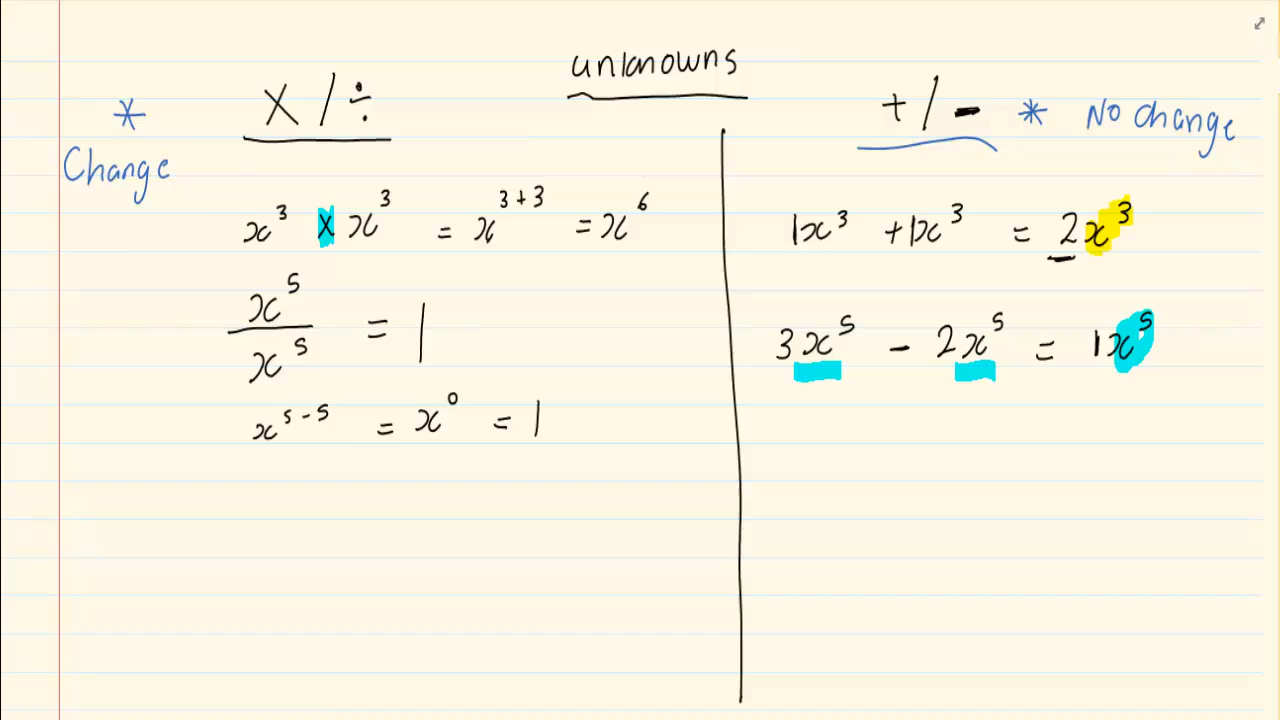 unknowns
* Change
X / ÷
x³ × x³ = x³⁺³ = x⁶
x⁵/x⁵ = 1
x⁵⁻⁵ = x⁰ = 1
+ / - * No change
1x³ + 1x³ = 2x³
3x⁵ - 2x⁵ = 1x⁵